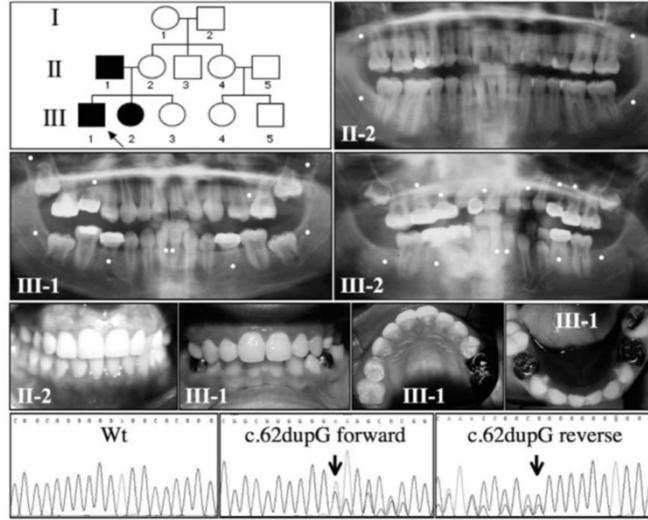 I
1 2
II
1 2 3 4 5
III
1 2 3 4 5
II-2
III-1
III-2
II-2
III-1
III-1
III-1
Wt
c.62dupG forward
c.62dupG reverse